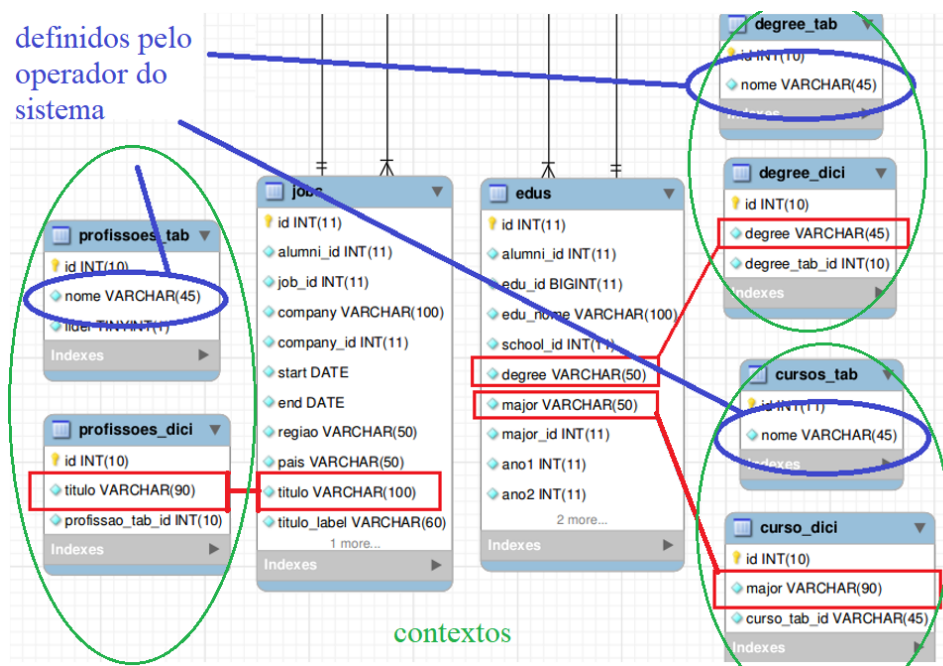 definidos pelo
operador do
sistema
degree_tab
id INT(10)
nome VARCHAR(45)
Indexes
degree_dici
id INT(10)
degree VARCHAR(45)
degree_tab_id INT(10)
Indexes
profissoes_tab
id INT(10)
nome VARCHAR(45)
lider TINYINT(1)
Indexes
profissoes_dici
id INT(10)
titulo VARCHAR(90)
profissao_tab_id INT(10)
Indexes
jobs
id INT(11)
alumni_id INT(11)
job_id INT(11)
company VARCHAR(100)
company_id INT(11)
start DATE
end DATE
regiao VARCHAR(50)
pais VARCHAR(50)
titulo VARCHAR(100)
titulo_label VARCHAR(60)
1 more...
Indexes
edus
id INT(11)
alumni_id INT(11)
edu_id BIGINT(11)
edu_nome VARCHAR(100)
school_id INT(11)
degree VARCHAR(50)
major VARCHAR(50)
major_id INT(11)
ano1 INT(11)
ano2 INT(11)
2 more...
Indexes
cursos_tab
id INT(11)
nome VARCHAR(45)
Indexes
curso_dici
id INT(10)
major VARCHAR(90)
curso_tab_id VARCHAR(45)
Indexes
contextos